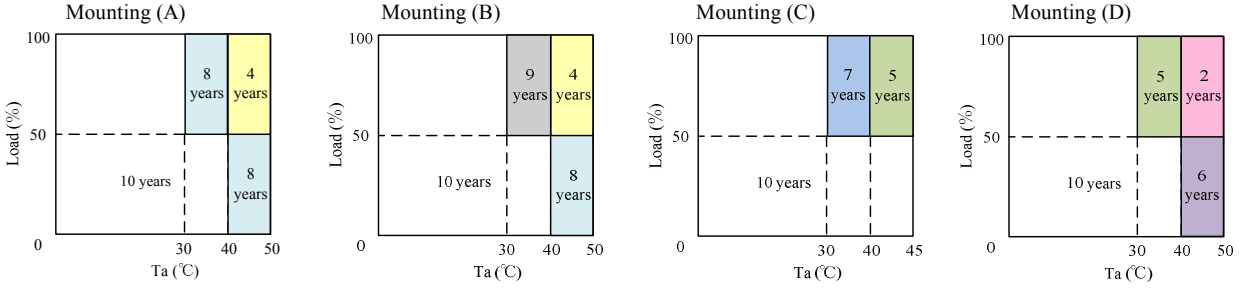 Mounting (A)
100
8
years
4
years
Load (%)
50
10 years
8
years
0
30
40
50
Ta (℃)
Mounting (B)
100
9
years
4
years
Load (%)
50
10 years
8
years
0
30
40
50
Ta (℃)
Mounting (C)
100
7
years
5
years
Load (%)
50
10 years
0
30
40
45
Ta (℃)
Mounting (D)
100
5
years
2
years
Load (%)
50
10 years
6
years
0
30
40
50
Ta (℃)